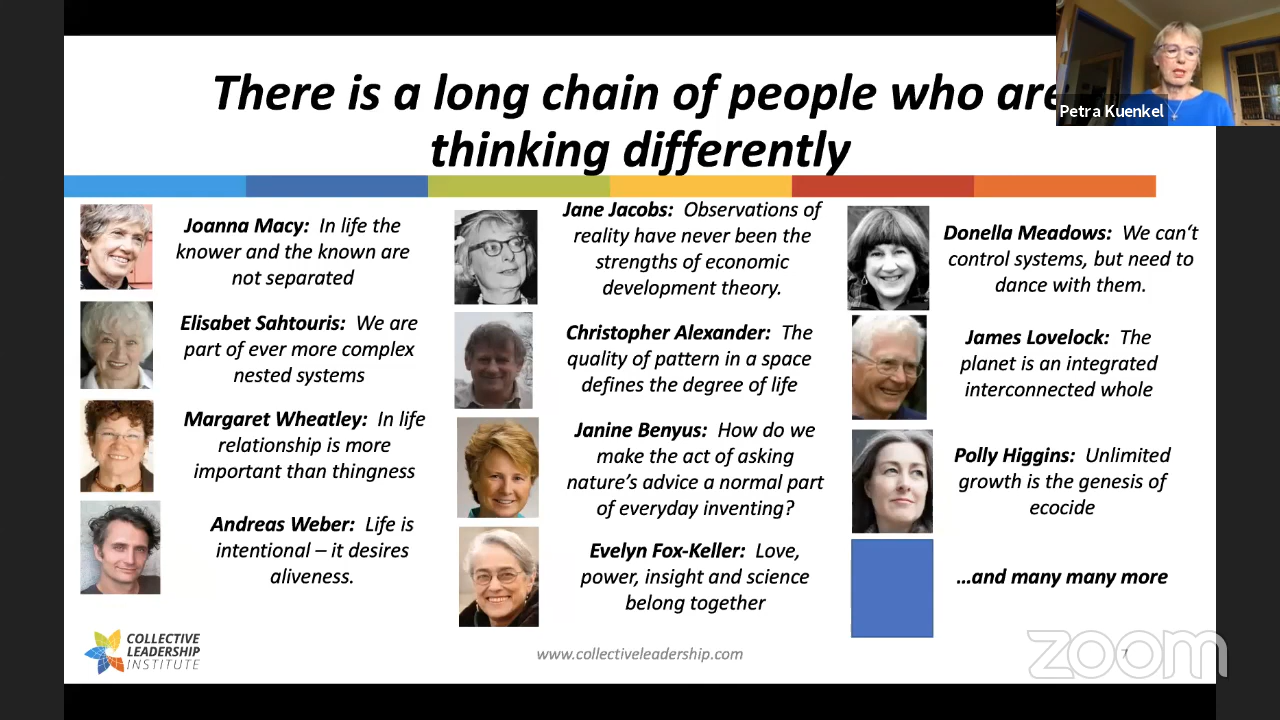 There is a long chain of people who are
thinking differently
Petra Kuenkel
Joanna Macy: In life the
knower and the known are
not separated
Elisabet Sahtouris: We are
part of ever more complex
nested systems
Margaret Wheatley: In life
relationship is more
important than thingness
Andreas Weber: Life is
intentional – it desires
aliveness.
Jane Jacobs: Observations of
reality have never been the
strengths of economic
development theory.
Christopher Alexander: The
quality of pattern in a space
defines the degree of life
Janine Benyus: How do we
make the act of asking
nature’s advice a normal part
of everyday inventing?
Evelyn Fox-Keller: Love,
power, insight and science
belong together
Donella Meadows: We can‘t
control systems, but need to
dance with them.
James Lovelock: The
planet is an integrated
interconnected whole
Polly Higgins: Unlimited
growth is the genesis of
ecocide
…and many many more
COLLECTIVE
LEADERSHIP
INSTITUTE
www.collectiveleadership.com
7
zoom